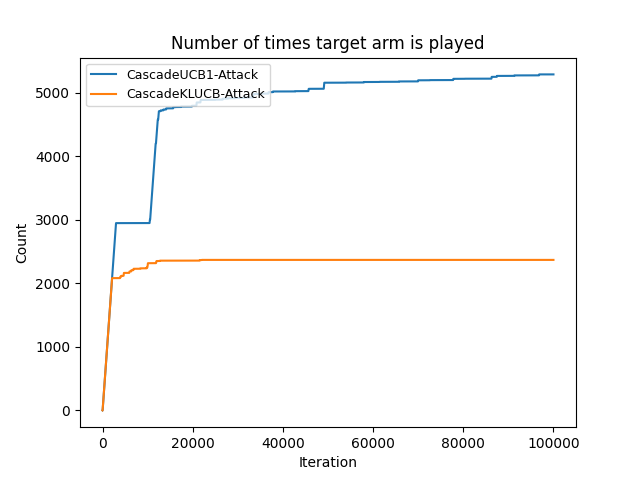 Number of times target arm is played
CascadeUCB1-Attack
CascadeKLUCB-Attack
5000
4000
3000
2000
1000
0
Count
0 20000 40000 60000 80000 100000
Iteration